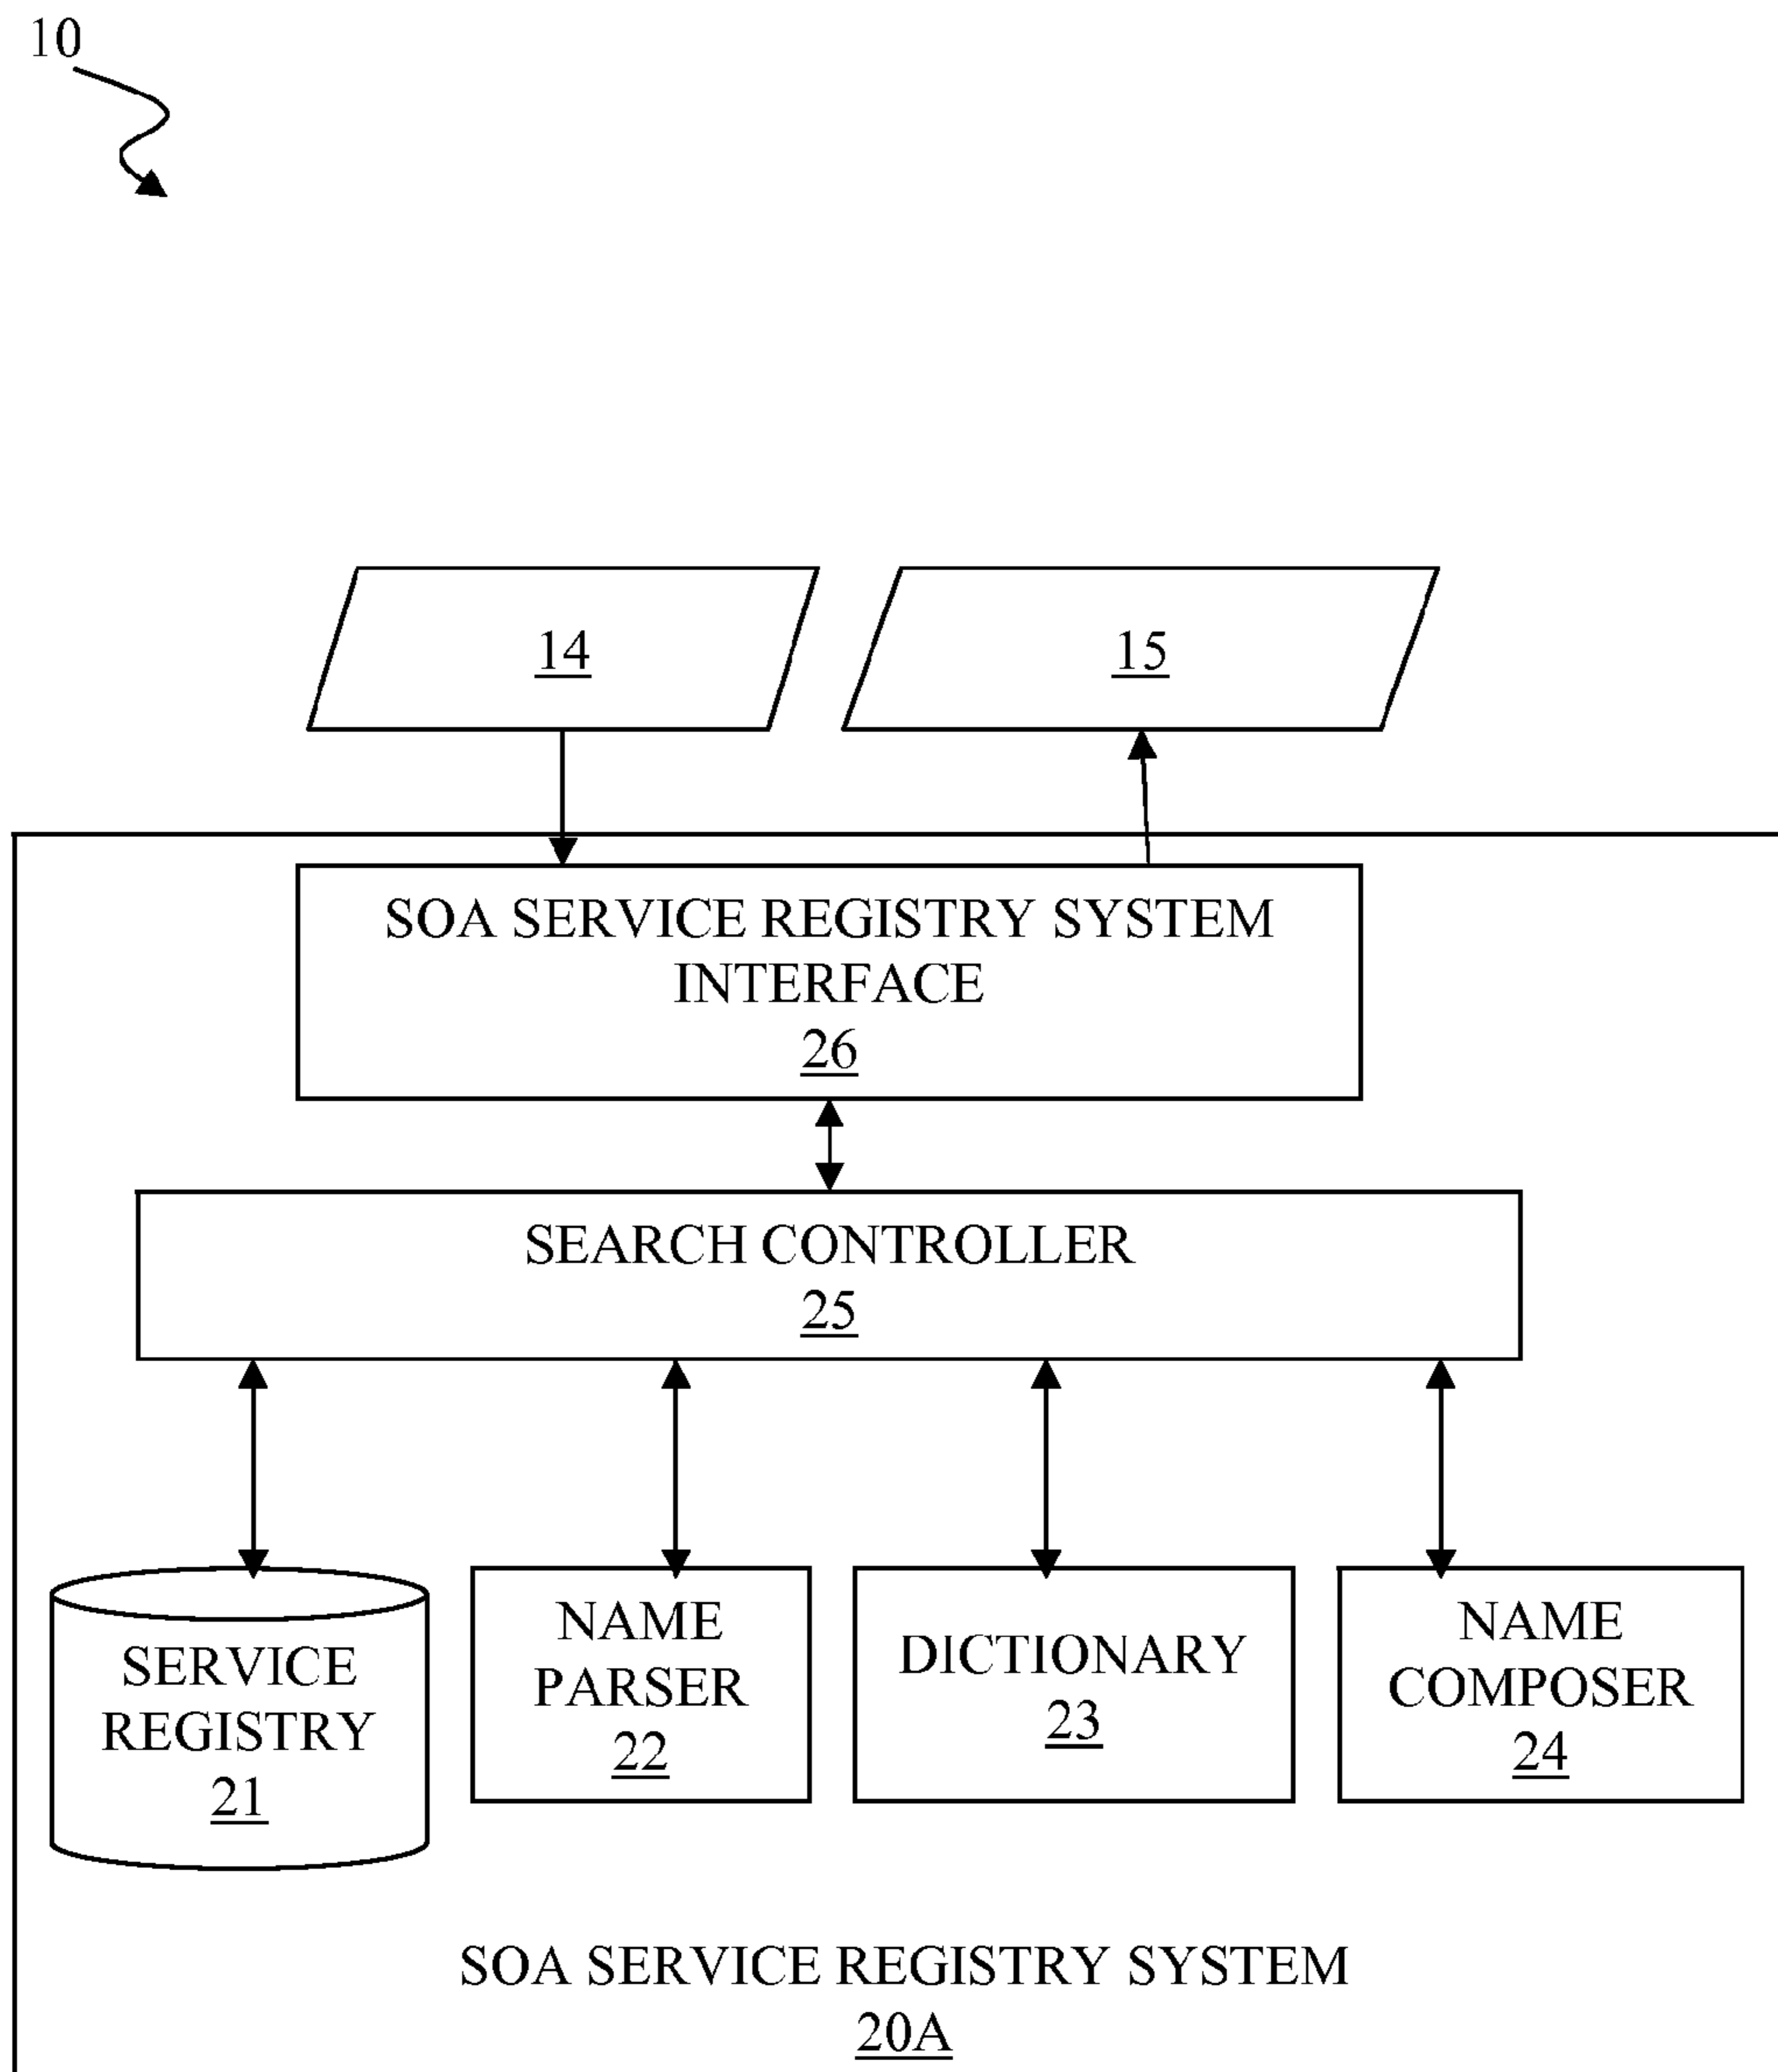 10
14
15
SOA SERVICE REGISTRY SYSTEM
INTERFACE
26
SEARCH CONTROLLER
25
SERVICE
REGISTRY
21
NAME
PARSER
22
DICTIONARY
23
NAME
COMPOSER
24
SOA SERVICE REGISTRY SYSTEM
20A